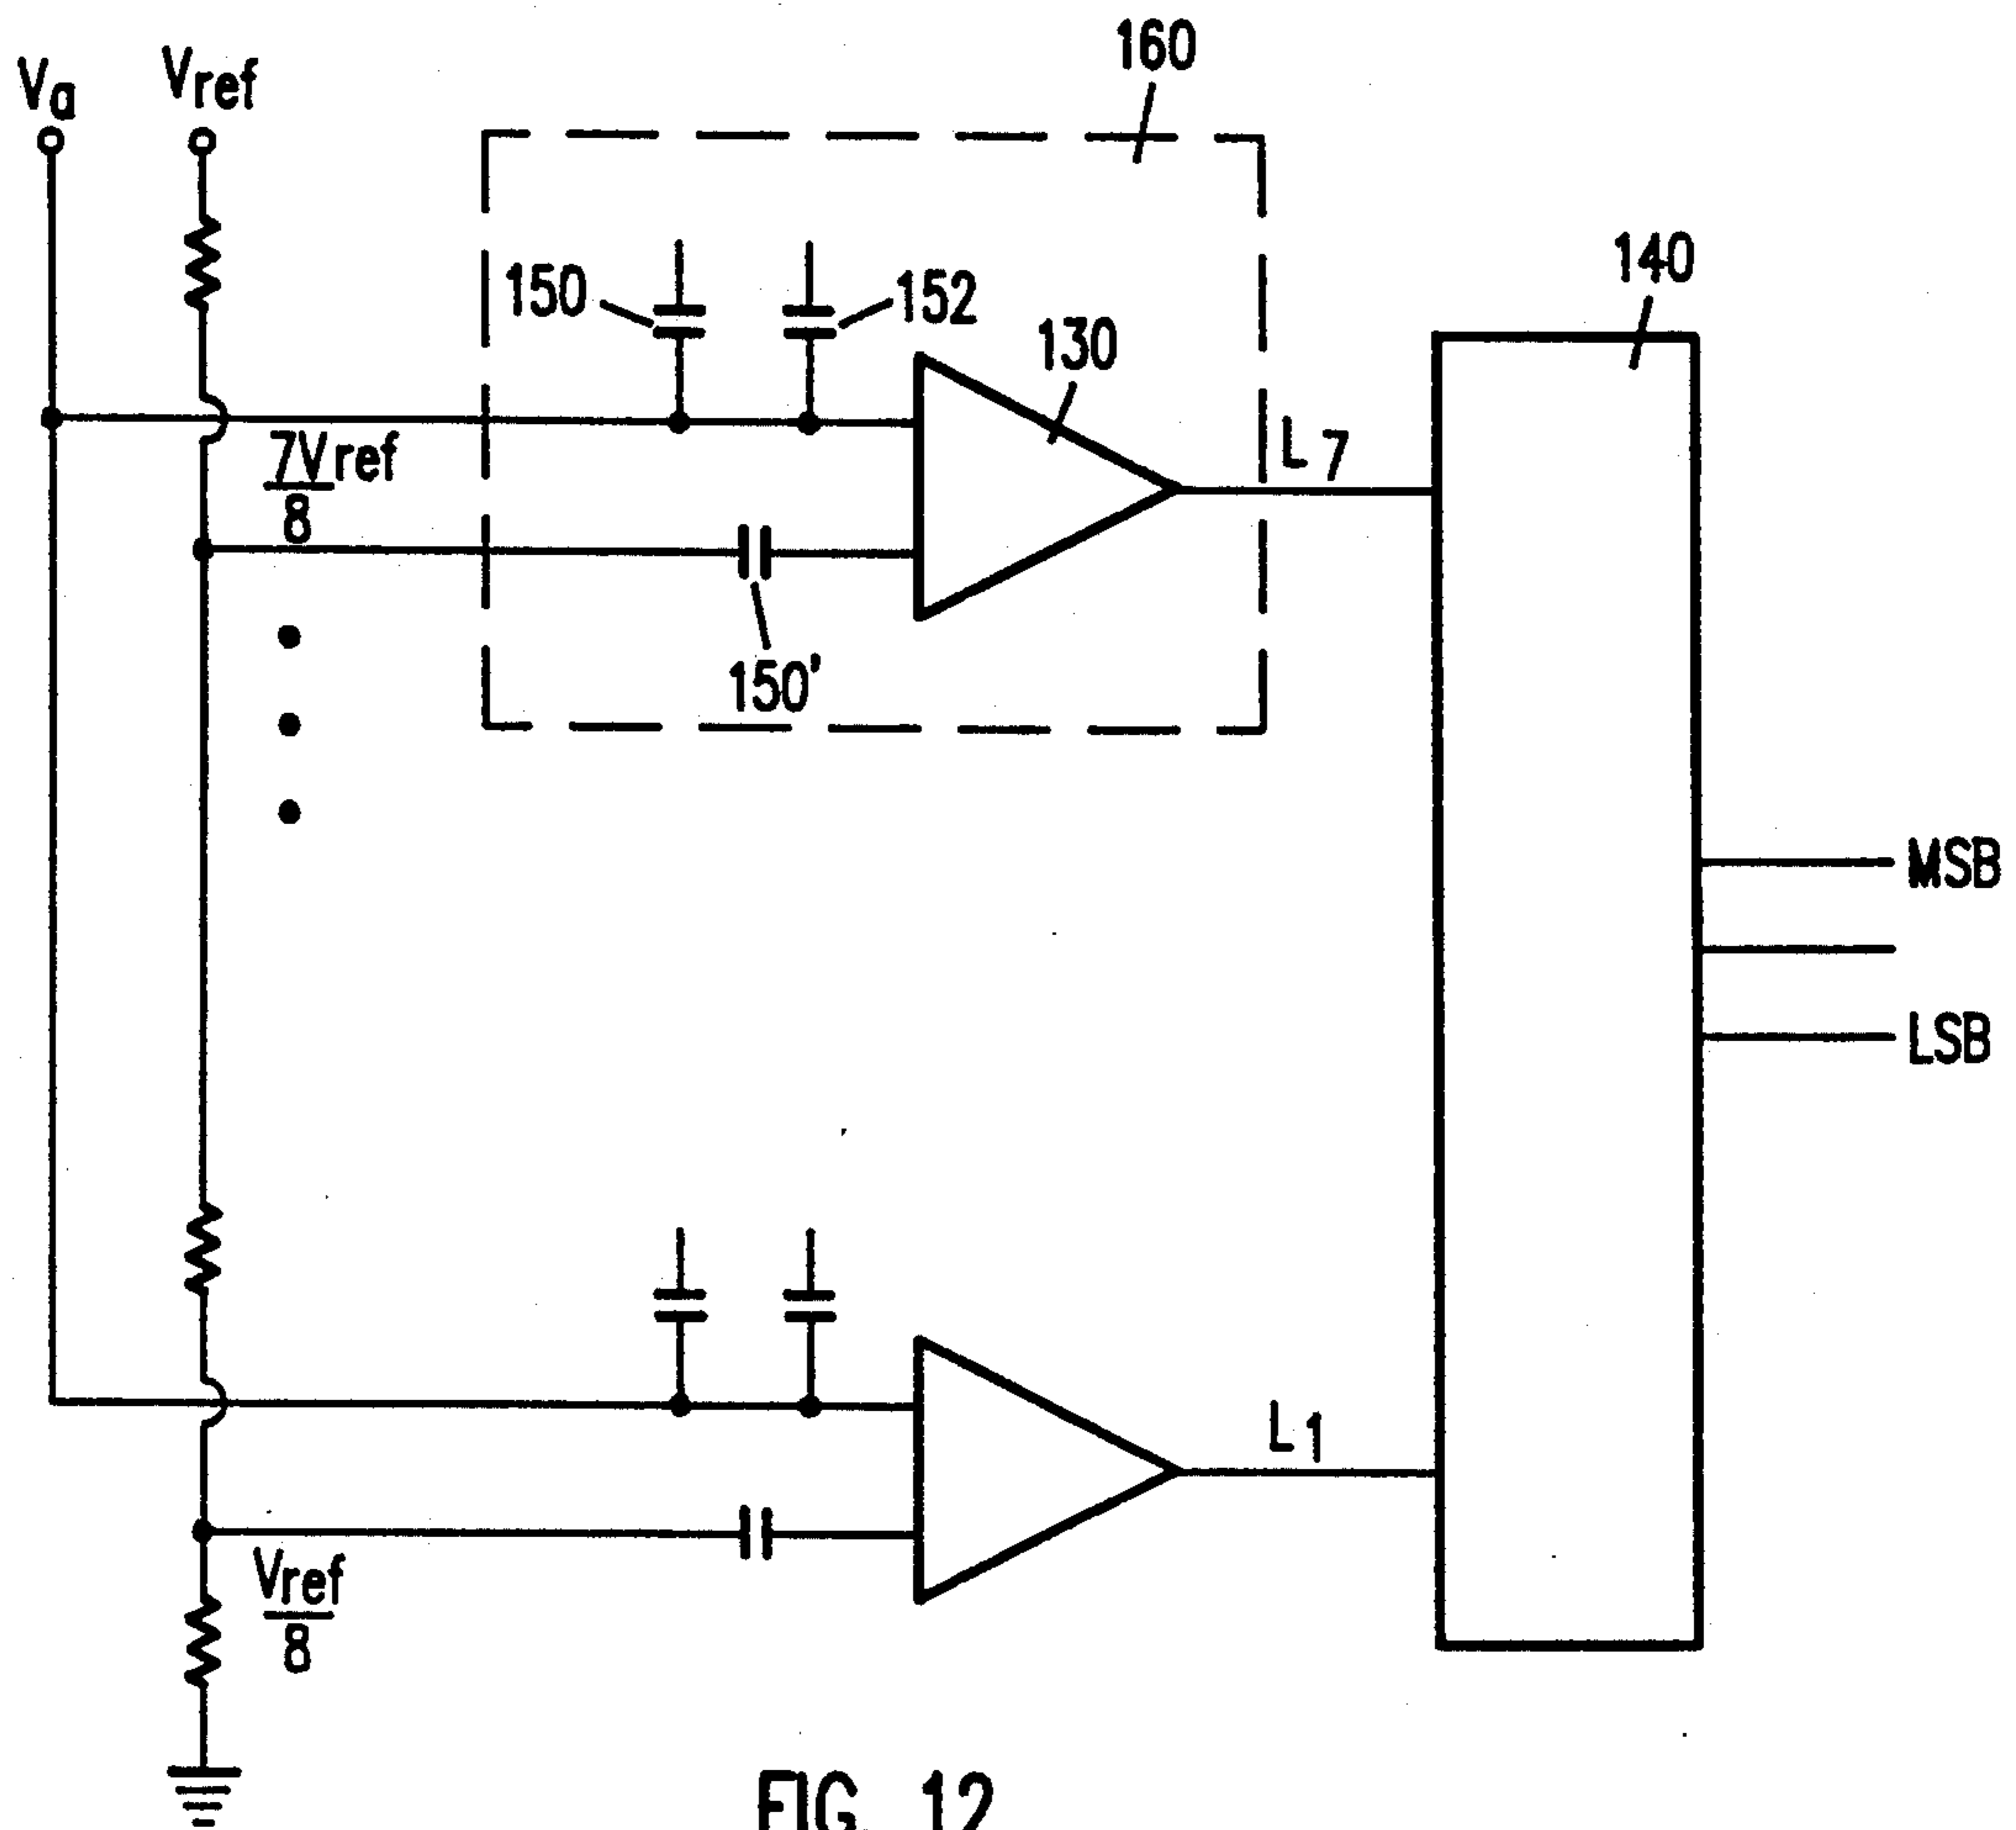 160
Va
Vref
140
150
152
130
7Vref
8
L7
150'
MSB
LSB
L1
Vref
8
FIG. 12